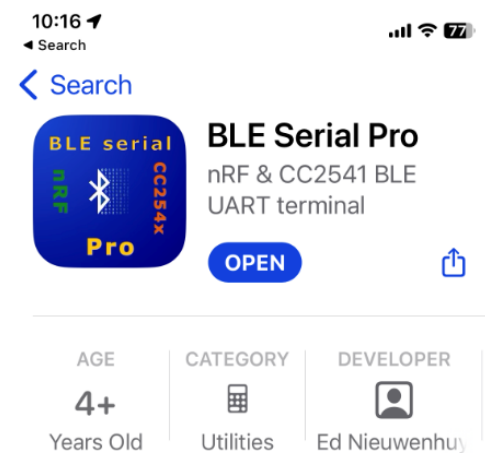 10:16
◀ Search
77
Search
BLE serial
nRF
CC254x
Pro
BLE Serial Pro
nRF & CC2541 BLE
UART terminal
OPEN
AGE
CATEGORY
DEVELOPER
4+
Years Old
Utilities
Ed Nieuwenhuy